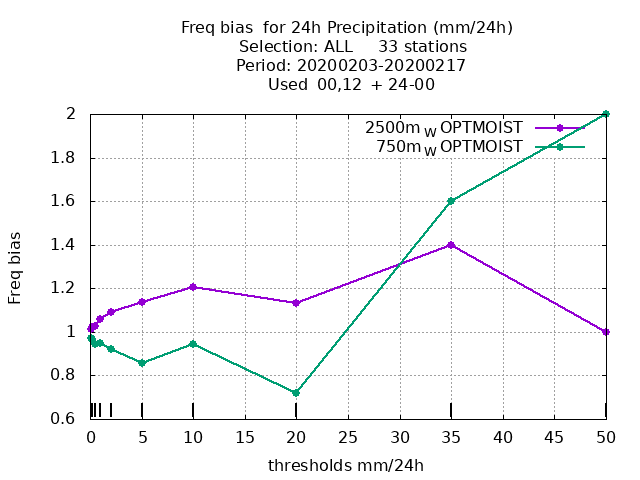 Freq bias  for 24h Precipitation (mm/24h)
Selection: ALL     33 stations
Period: 20200203-20200217
Used  00,12  + 24-00
2500m W OPTMOIST
750m W OPTMOIST
Freq bias
2
1.8
1.6
1.4
1.2
1
0.8
0.6
0 5 10 15 20 25 30 35 40 45 50
thresholds mm/24h